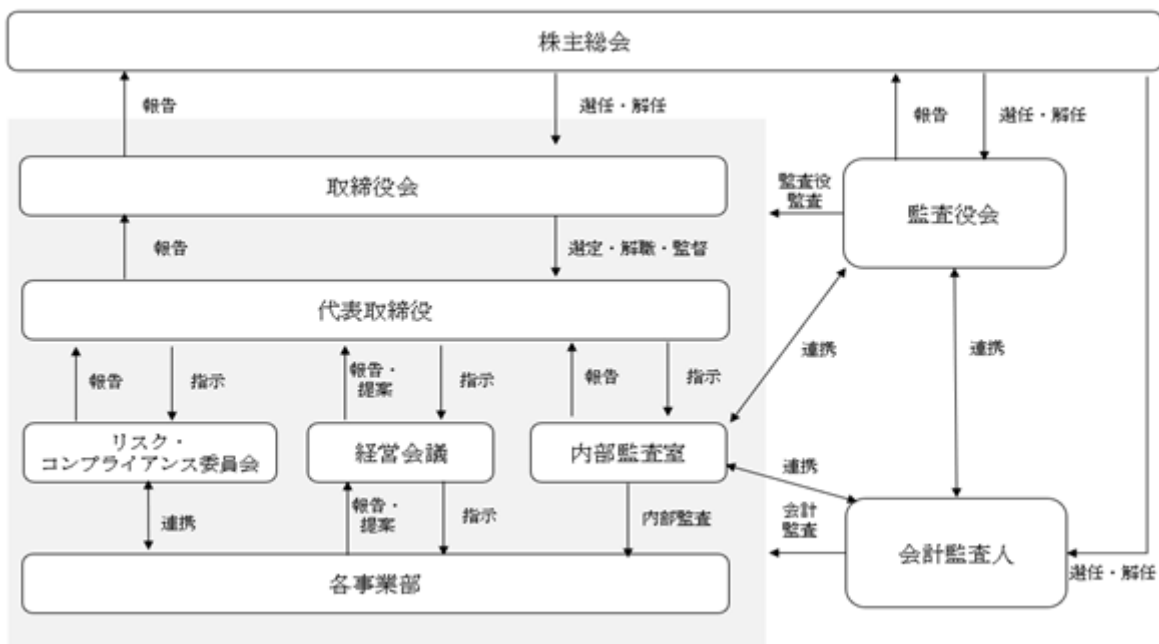 株主総会
報告
選任・解任
報告
選任・解任
取締役会
監査役
監査
監査役会
報告
選定・解職・監督
代表取締役
連携
連携
報告
指示
報告・
提案
指示
報告
指示
リスク・
コンプライアンス委員会
経営会議
内部監査室
連携
連携
報告・
提案
指示
内部監査
会計
監査
会計監査人
各事業部
選任・解任